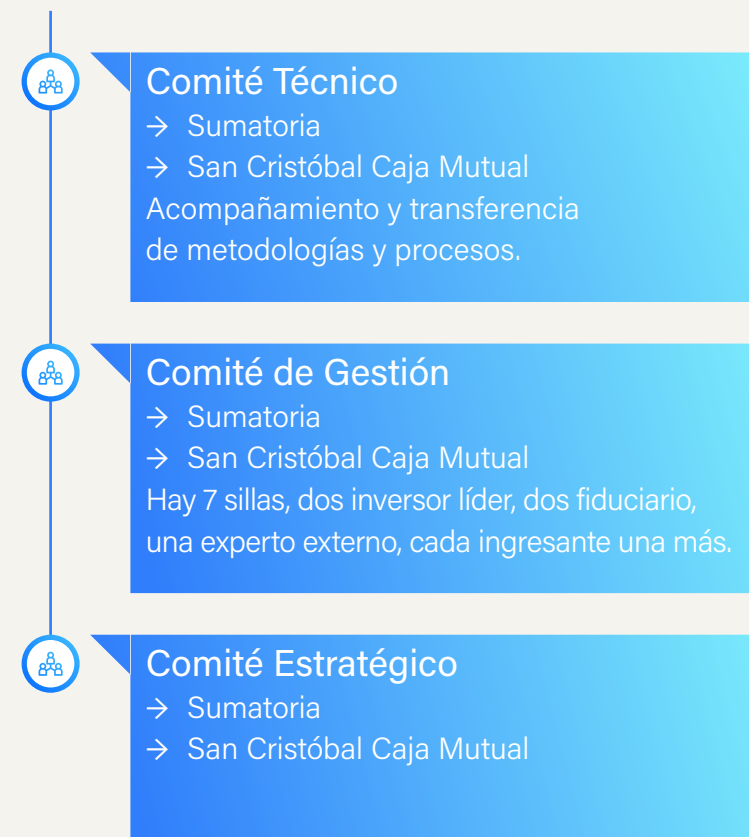 Comité Técnico
→ Sumatoria
→ San Cristóbal Caja Mutual
Acompañamiento y transferencia
de metodologías y procesos.
Comité de Gestión
→ Sumatoria
→ San Cristóbal Caja Mutual
Hay 7 sillas, dos inversor líder, dos fiduciario,
una experto externo, cada ingresante una más.
Comité Estratégico
→ Sumatoria
→ San Cristóbal Caja Mutual